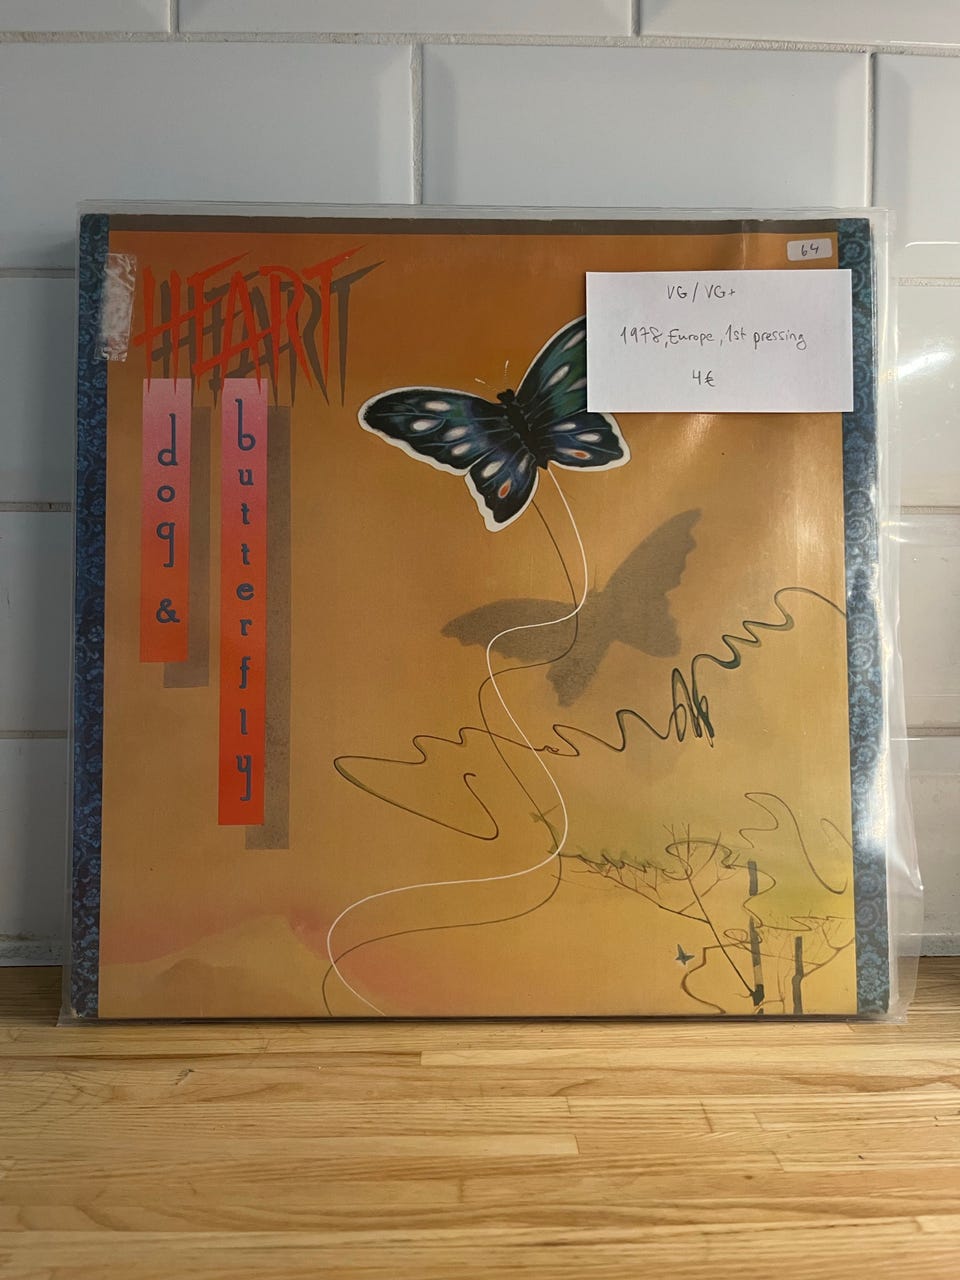 HEART
dog &
butterfly
64
VG/VG+
1978, Europe, 1st pressing
4€